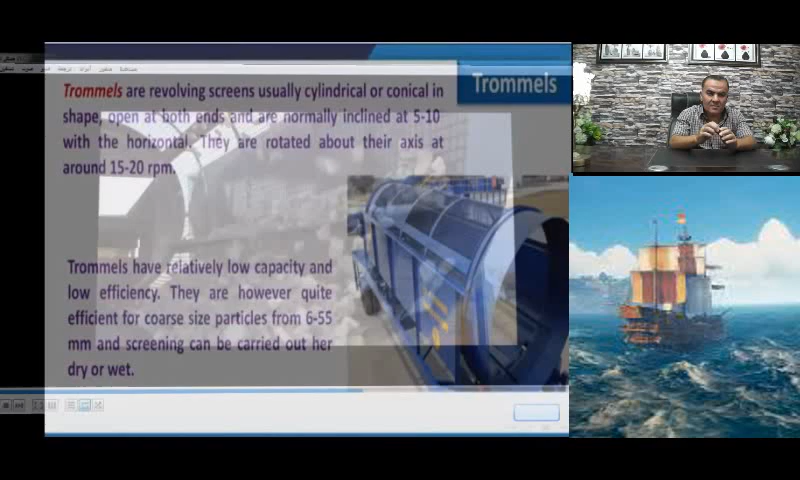 Trommels
Trommels are revolving screens usually cylindrical or conical in
shape, open at both ends and are normally inclined at 5-10
with the horizontal. They are rotated about their axis at
around 15-20 rpm.
Trommels have relatively low capacity and
low efficiency. They are however quite
efficient for coarse size particles from 6-55
mm and screening can be carried out her
dry or wet.